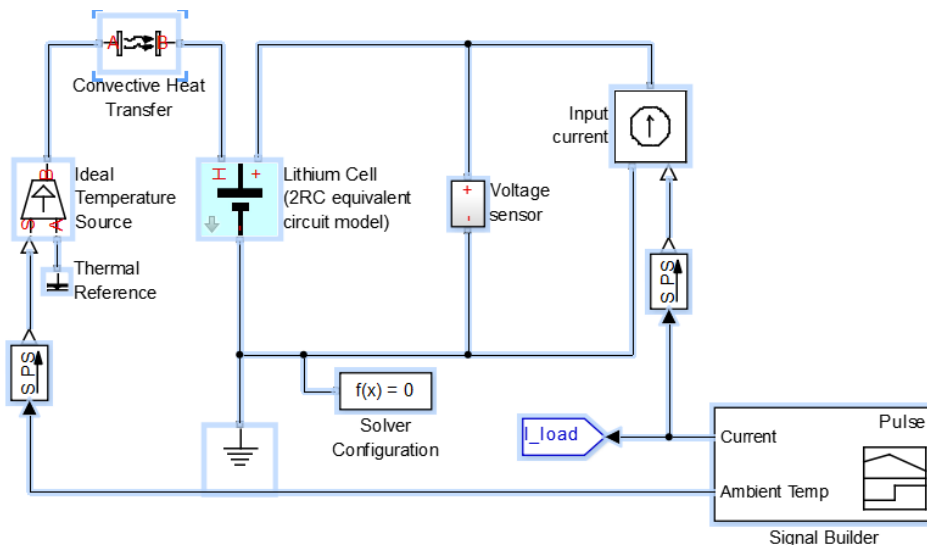 A B
Convective Heat
Transfer
B
S A
Ideal
Temperature
Source
Thermal
Reference
H +
-
Lithium Cell
(2RC equivalent
circuit model)
+
-
Voltage
sensor
Input
current
S PS
S PS
f(x) = 0
Solver
Configuration
I_load
Pulse
Current
Ambient Temp
Signal Builder